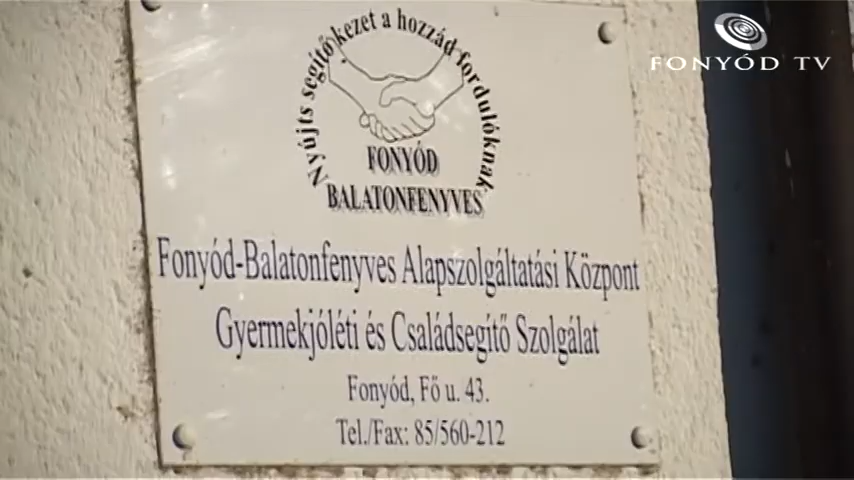 FONYÓD TV
Nyújts segítő kezet a hozzád fordulóknak
FONYÓD
BALATONFENYVES
Fonyód-Balatonfenyves Alapszolgáltatási Központ
Gyermekjóléti és Családsegítő Szolgálat
Fonyód, Fő u. 43.
Tel./Fax: 85/560-212